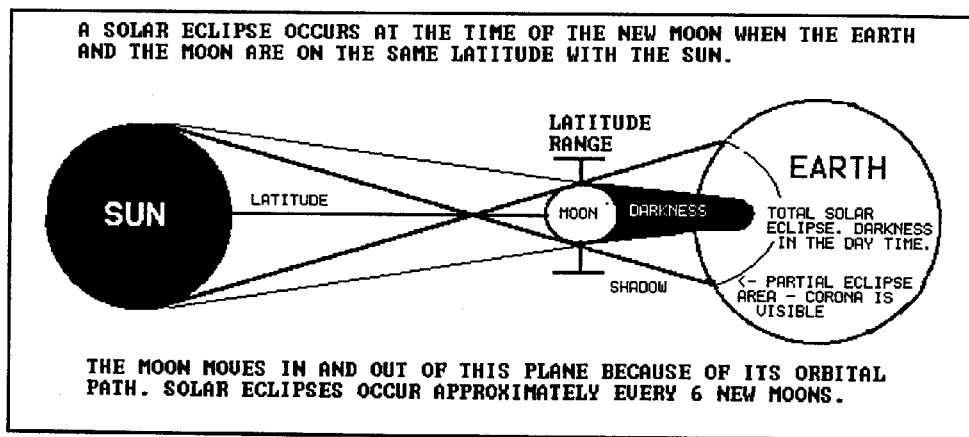 A SOLAR ECLIPSE OCCURS AT THE TIME OF THE NEW MOON WHEN THE EARTH
AND THE MOON ARE ON THE SAME LATITUDE WITH THE SUN.
LATITUDE
RANGE
EARTH
SUN
LATITUDE
MOON
DARKNESS
TOTAL SOLAR
ECLIPSE. DARKNESS
IN THE DAY TIME.
SHADOW
<- PARTIAL ECLIPSE
AREA - CORONA IS
VISIBLE
THE MOON MOVES IN AND OUT OF THIS PLANE BECAUSE OF ITS ORBITAL
PATH. SOLAR ECLIPSES OCCUR APPROXIMATELY EVERY 6 NEW MOONS.